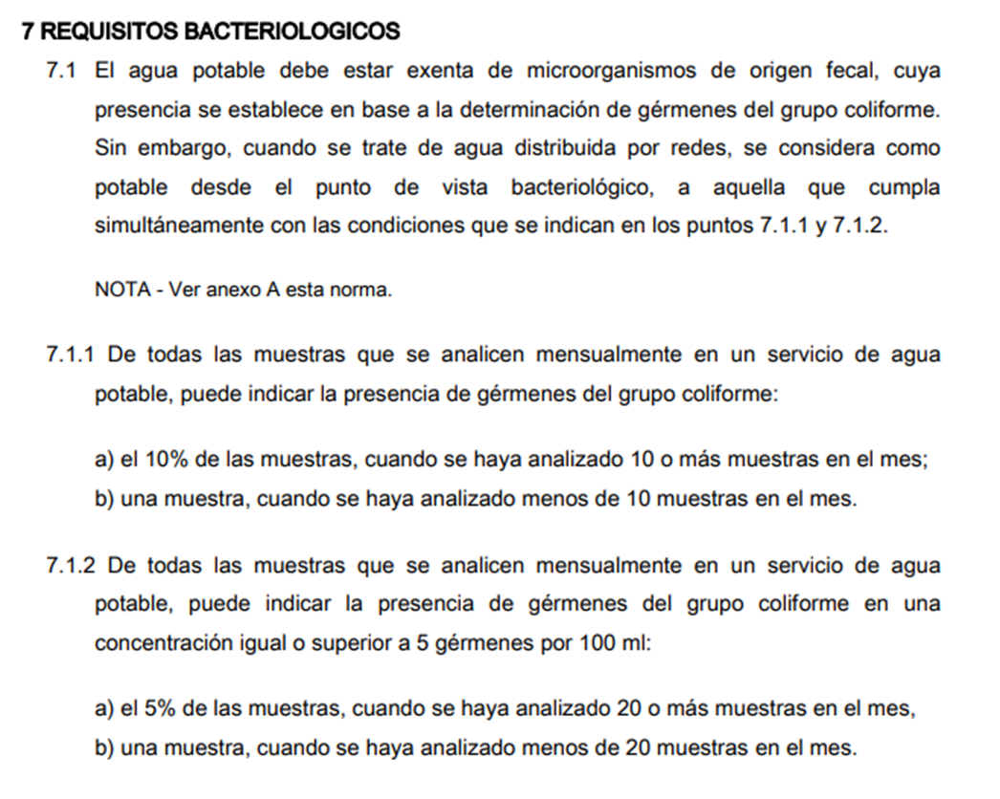 7 REQUISITOS BACTERIOLOGICOS
7.1 El agua potable debe estar exenta de microorganismos de origen fecal, cuya
presencia se establece en base a la determinación de gérmenes del grupo coliforme.
Sin embargo, cuando se trate de agua distribuida por redes, se considera como
potable desde el punto de vista bacteriológico, a aquella que cumpla
simultáneamente con las condiciones que se indican en los puntos 7.1.1 y 7.1.2.
NOTA - Ver anexo A esta norma.
7.1.1 De todas las muestras que se analicen mensualmente en un servicio de agua
potable, puede indicar la presencia de gérmenes del grupo coliforme:
a) el 10% de las muestras, cuando se haya analizado 10 o más muestras en el mes;
b) una muestra, cuando se haya analizado menos de 10 muestras en el mes.
7.1.2 De todas las muestras que se analicen mensualmente en un servicio de agua
potable, puede indicar la presencia de gérmenes del grupo coliforme en una
concentración igual o superior a 5 gérmenes por 100 ml:
a) el 5% de las muestras, cuando se haya analizado 20 o más muestras en el mes,
b) una muestra, cuando se haya analizado menos de 20 muestras en el mes.